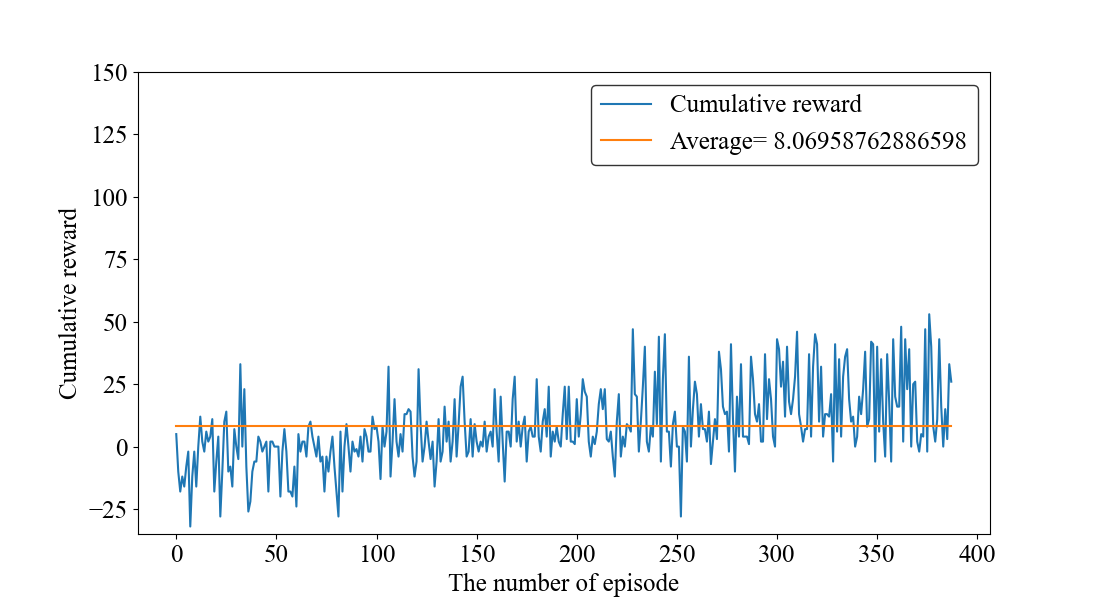 150
125
100
75
50
25
0
−25
Cumulative reward
Cumulative reward
Average= 8.06958762886598
0 50 100 150 200 250 300 350 400
The number of episode